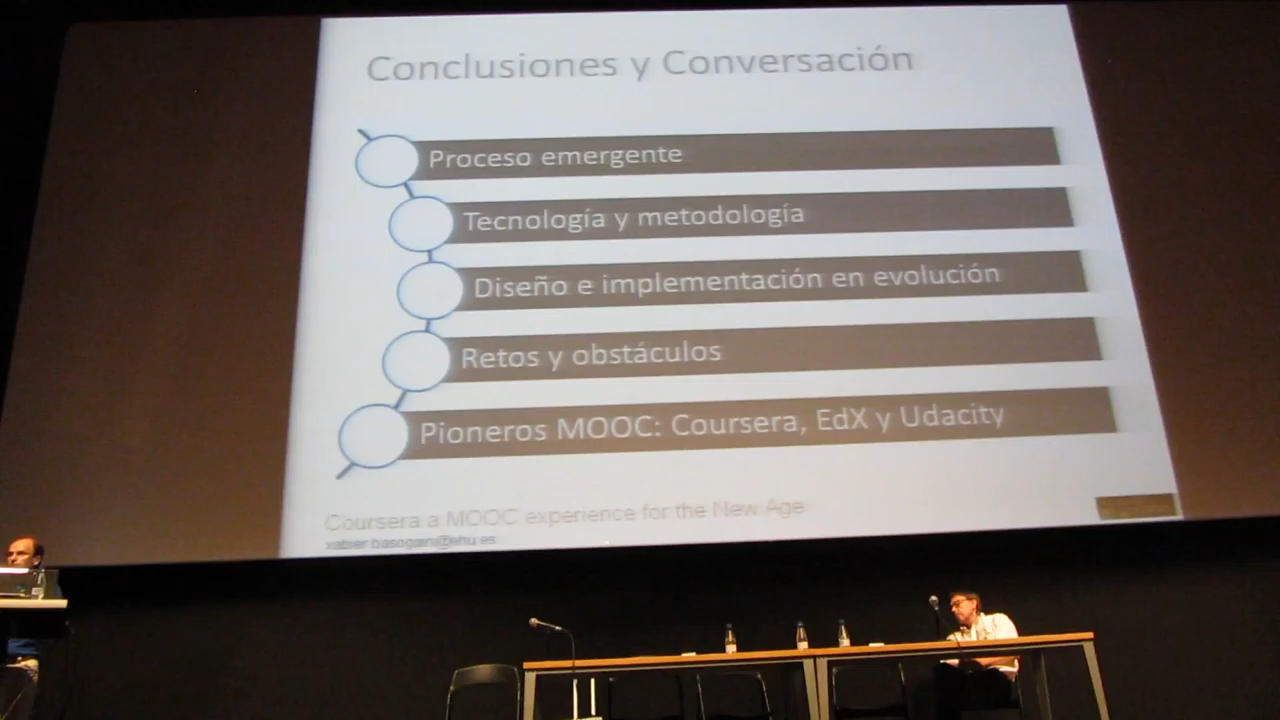 Conclusiones y Conversación
Proceso emergente
Tecnología y metodología
Diseño e implementación en evolución
Retos y obstáculos
Pioneros MOOC: Coursera, EdX y Udacity
Coursera a MOOC experience for the New Age
xabier.basogain@ehu.es